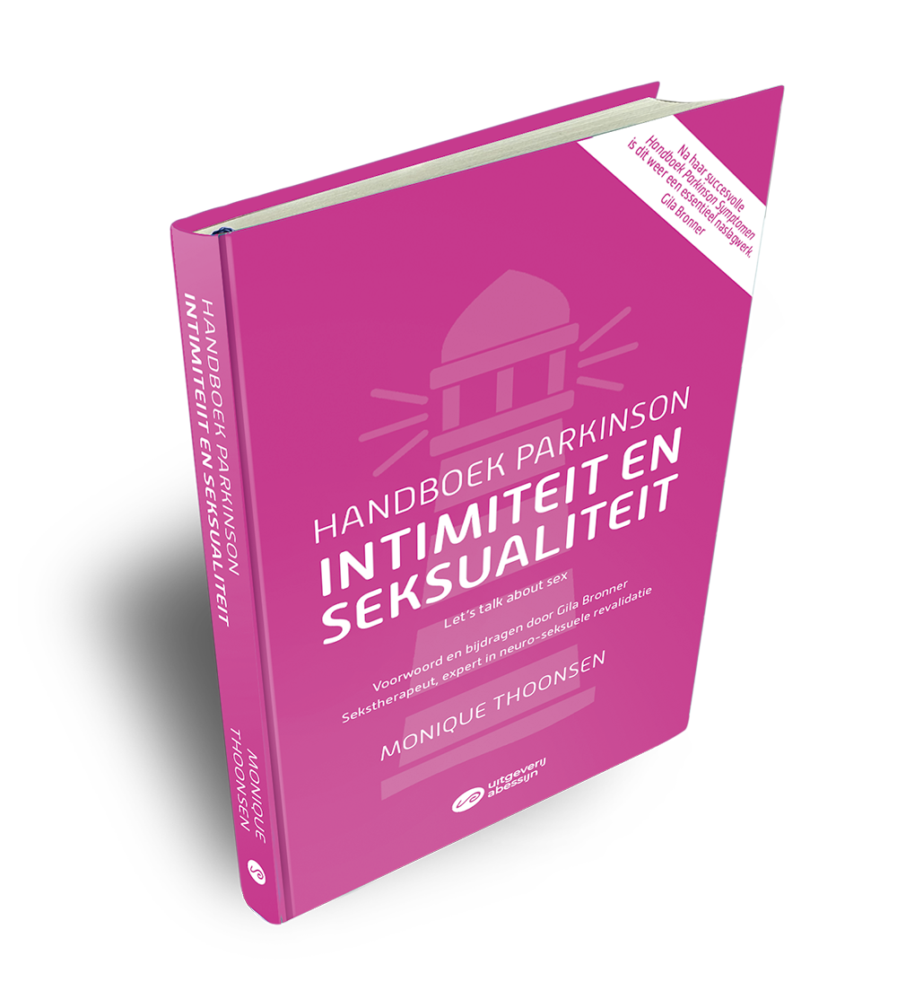 Na haar succesvolle
Handboek Parkinson Symptomen
is dit weer een essentieel naslagwerk.
Gila Bronner
HANDBOEK PARKINSON
INTIMITEIT EN
SEKSUALITEIT
Let's talk about sex
Voorwoord en bijdragen door Gila Bronner
Sekstherapeut, expert in neuro-seksuele revalidatie
MONIQUE THOONSEN
uitgeverij
abessijn
HANDBOEK PARKINSON
INTIMITEIIT EN SEKSUALITEIT
MONIQUE
THOONSEN